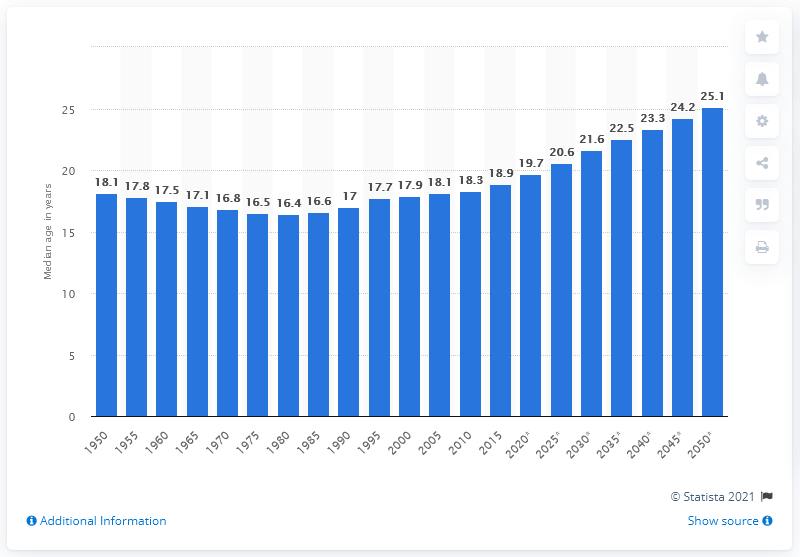 Median age in years
25
20
15
10
5
0
18.1 17.8 17.5 17.1 16.8 16.5 16.4 16.6 17 17.7 17.9 18.1 18.3 18.9 19.7 20.6 21.6 22.5 23.3 24.2 25.1
1950 1955 1960 1965 1970 1975 1980 1985 1990 1995 2000 2005 2010 2015 2020* 2025* 2030* 2035* 2040* 2045* 2050*
© Statista 2021
Additional Information
Show source